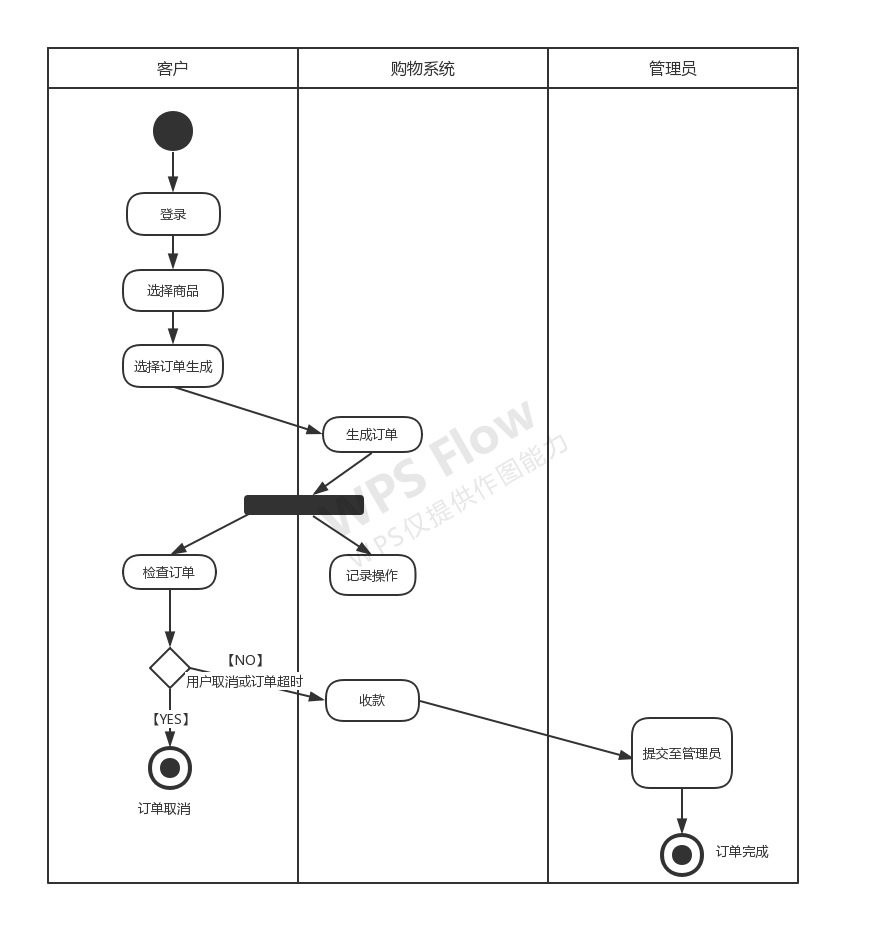 客户
购物系统
管理员
登录
选择商品
选择订单生成
生成订单
WPS Flow
WPS仅提供作图能力
检查订单
记录操作
【NO】
用户取消或订单超时
收款
【YES】
提交至管理员
订单取消
订单完成